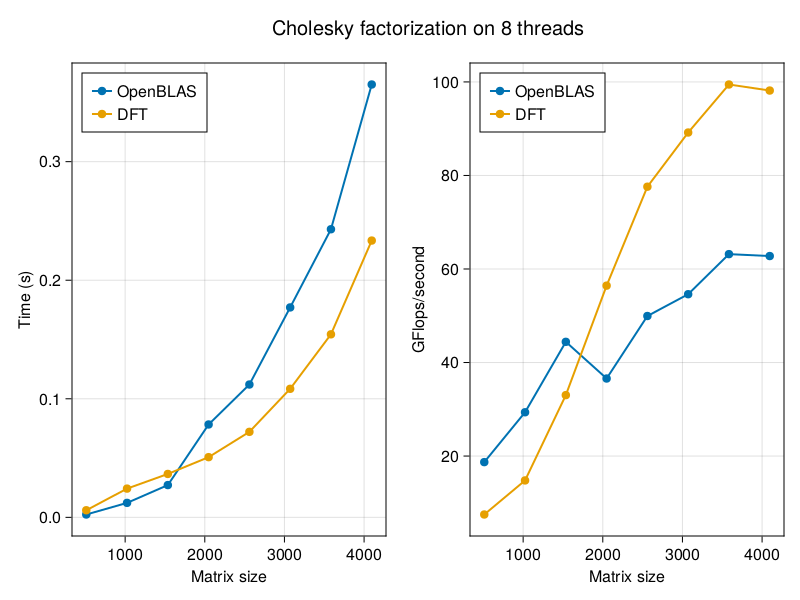 Cholesky factorization on 8 threads
OpenBLAS
DFT
Time (s)
0.3
0.2
0.1
0.0
1000 2000 3000 4000
Matrix size
OpenBLAS
DFT
GFlops/second
100
80
60
40
20
1000 2000 3000 4000
Matrix size